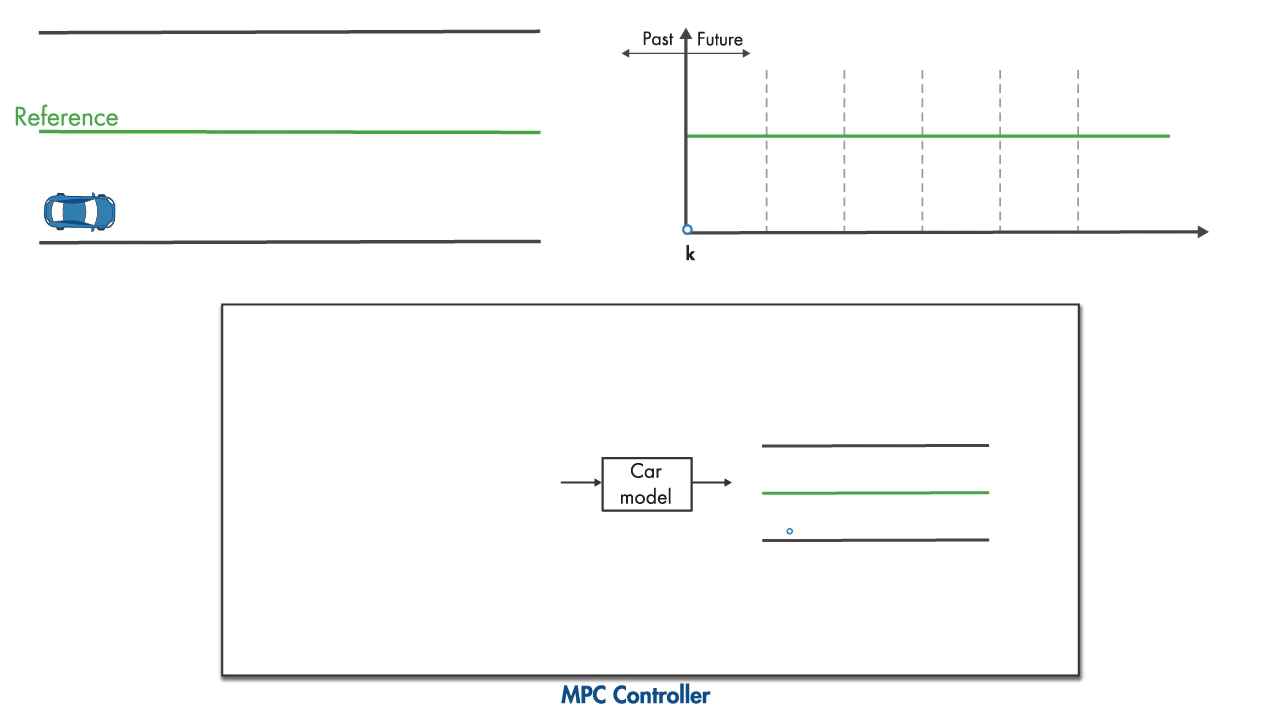 Past
Future
Reference
k
Car
model
MPC Controller